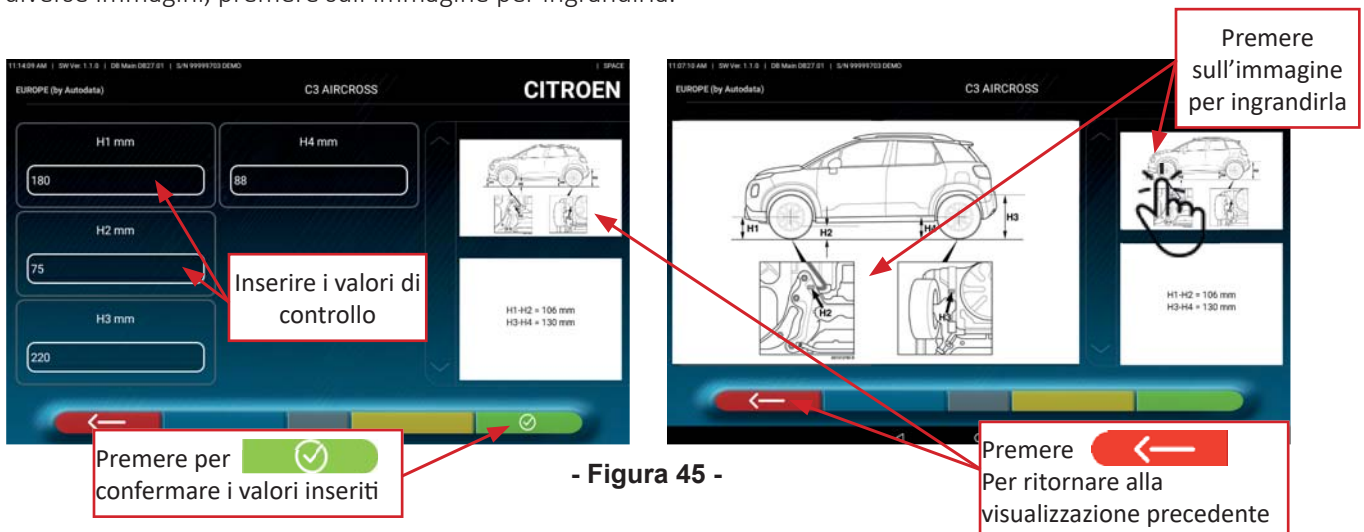 diverse immagini, premere sull'immagine per ingrandirla.
Premere
sull'immagine
per ingrandirla
11:14:09 AM | SW Ver. 1.1.0 | DB Main DB27.01 | S/N 99999703 DEMO
| SPACE
EUROPE (by Autodata)
C3 AIRCROSS
CITROEN
H1 mm
H4 mm
180
88
H2 mm
75
H3 mm
220
H1-H2 = 106 mm
H3-H4 = 130 mm
Inserire i valori di
controllo
Premere per
confermare i valori inseriti
11:07:10 AM | SW Ver. 1.1.0 | DB Main DB27.01 | S/N 99999703 DEMO
EUROPE (by Autodata)
C3 AIRCROSS
H1
H2
H4
H3
H2
H3
H1-H2 = 106 mm
H3-H4 = 130 mm
Premere
Per ritornare alla
visualizzazione precedente
- Figura 45 -